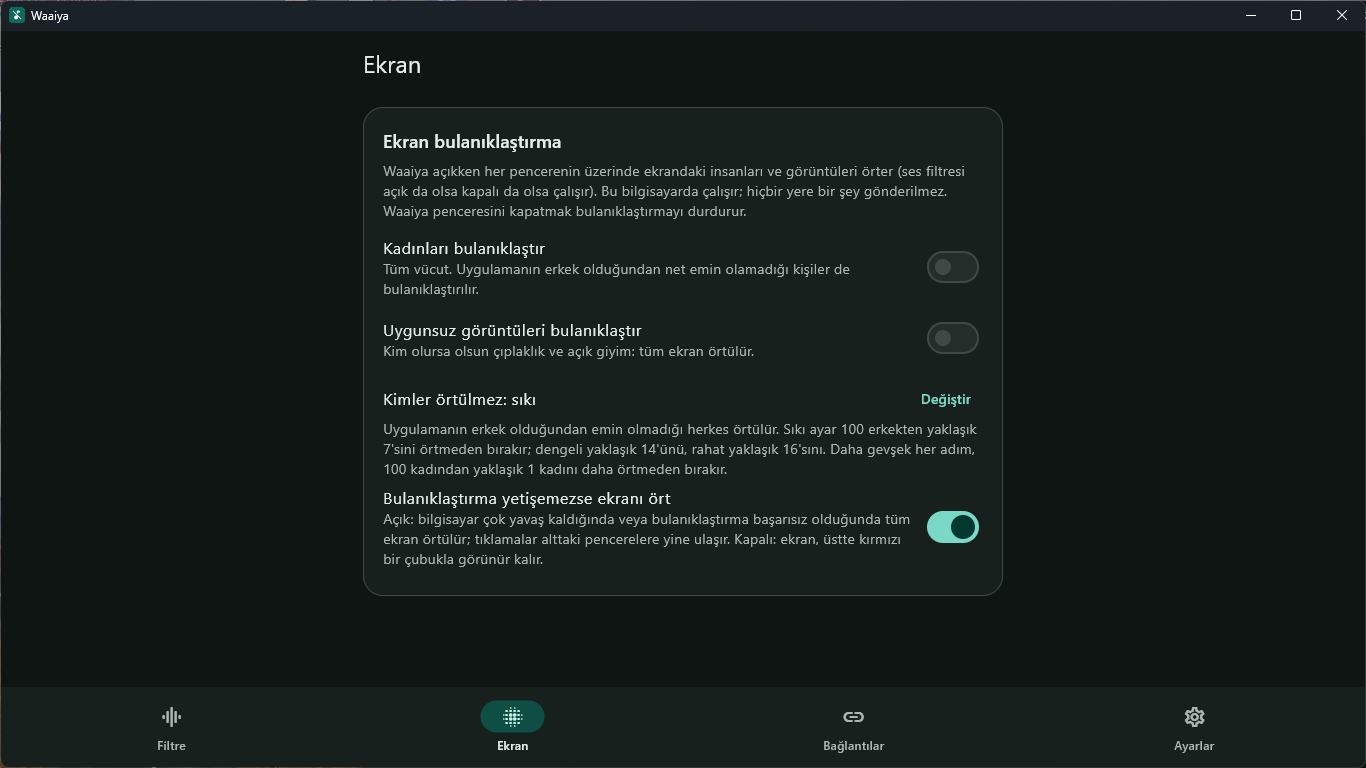 Waaiya
Ekran
Ekran bulanıklaştırma
Waaiya açıkken her pencerenin üzerinde ekrandaki insanları ve görüntüleri örter (ses filtresi
açık da olsa kapalı da olsa çalışır). Bu bilgisayarda çalışır; hiçbir yere bir şey gönderilmez.
Waaiya penceresini kapatmak bulanıklaştırmayı durdurur.
Kadınları bulanıklaştır
Tüm vücut. Uygulamanın erkek olduğundan net emin olamadığı kişiler de
bulanıklaştırılır.
Uygunsuz görüntüleri bulanıklaştır
Kim olursa olsun çıplaklık ve açık giyim: tüm ekran örtülür.
Kimler örtülmez: sıkı
Değiştir
Uygulamanın erkek olduğundan emin olmadığı herkes örtülür. Sıkı ayar 100 erkekten yaklaşık
7'sini örtmeden bırakır; dengeli yaklaşık 14'ünü, rahat yaklaşık 16'sını. Daha gevşek her adım,
100 kadından yaklaşık 1 kadını daha örtmeden bırakır.
Bulanıklaştırma yetişemezse ekranı ört
Açık: bilgisayar çok yavaş kaldığında veya bulanıklaştırma başarısız olduğunda tüm
ekran örtülür; tıklamalar alttaki pencerelere yine ulaşır. Kapalı: ekran, üstte kırmızı
bir çubukla görünür kalır.
Filtre
Ekran
Bağlantılar
Ayarlar